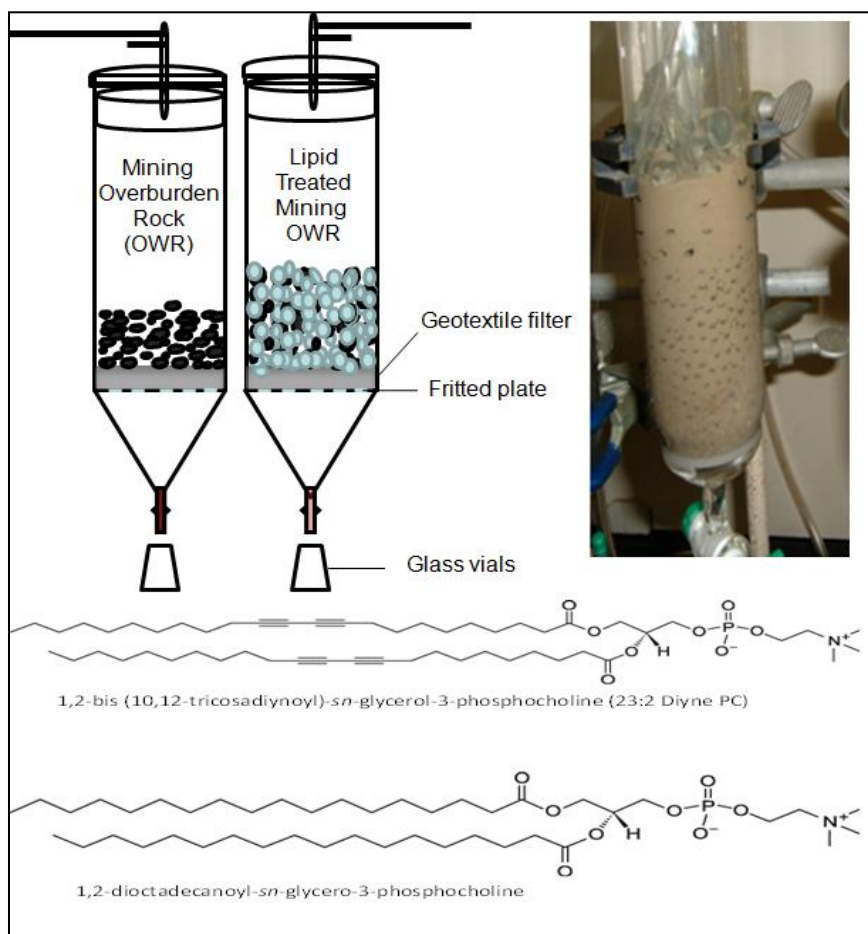 Mining
Overburden
Rock
(OWR)
Lipid
Treated
Mining
OWR
Geotextile filter
Fritted plate
Glass vials
O
O
O
O
O
H
O
P
O
O⁻
N⁺
1,2-bis (10,12-tricosadiynoyl)-sn-glycerol-3-phosphocholine (23:2 Diyne PC)
O
O
O
O
O
H
O
P
O
O⁻
N⁺
1,2-dioctadecanoyl-sn-glycero-3-phosphocholine